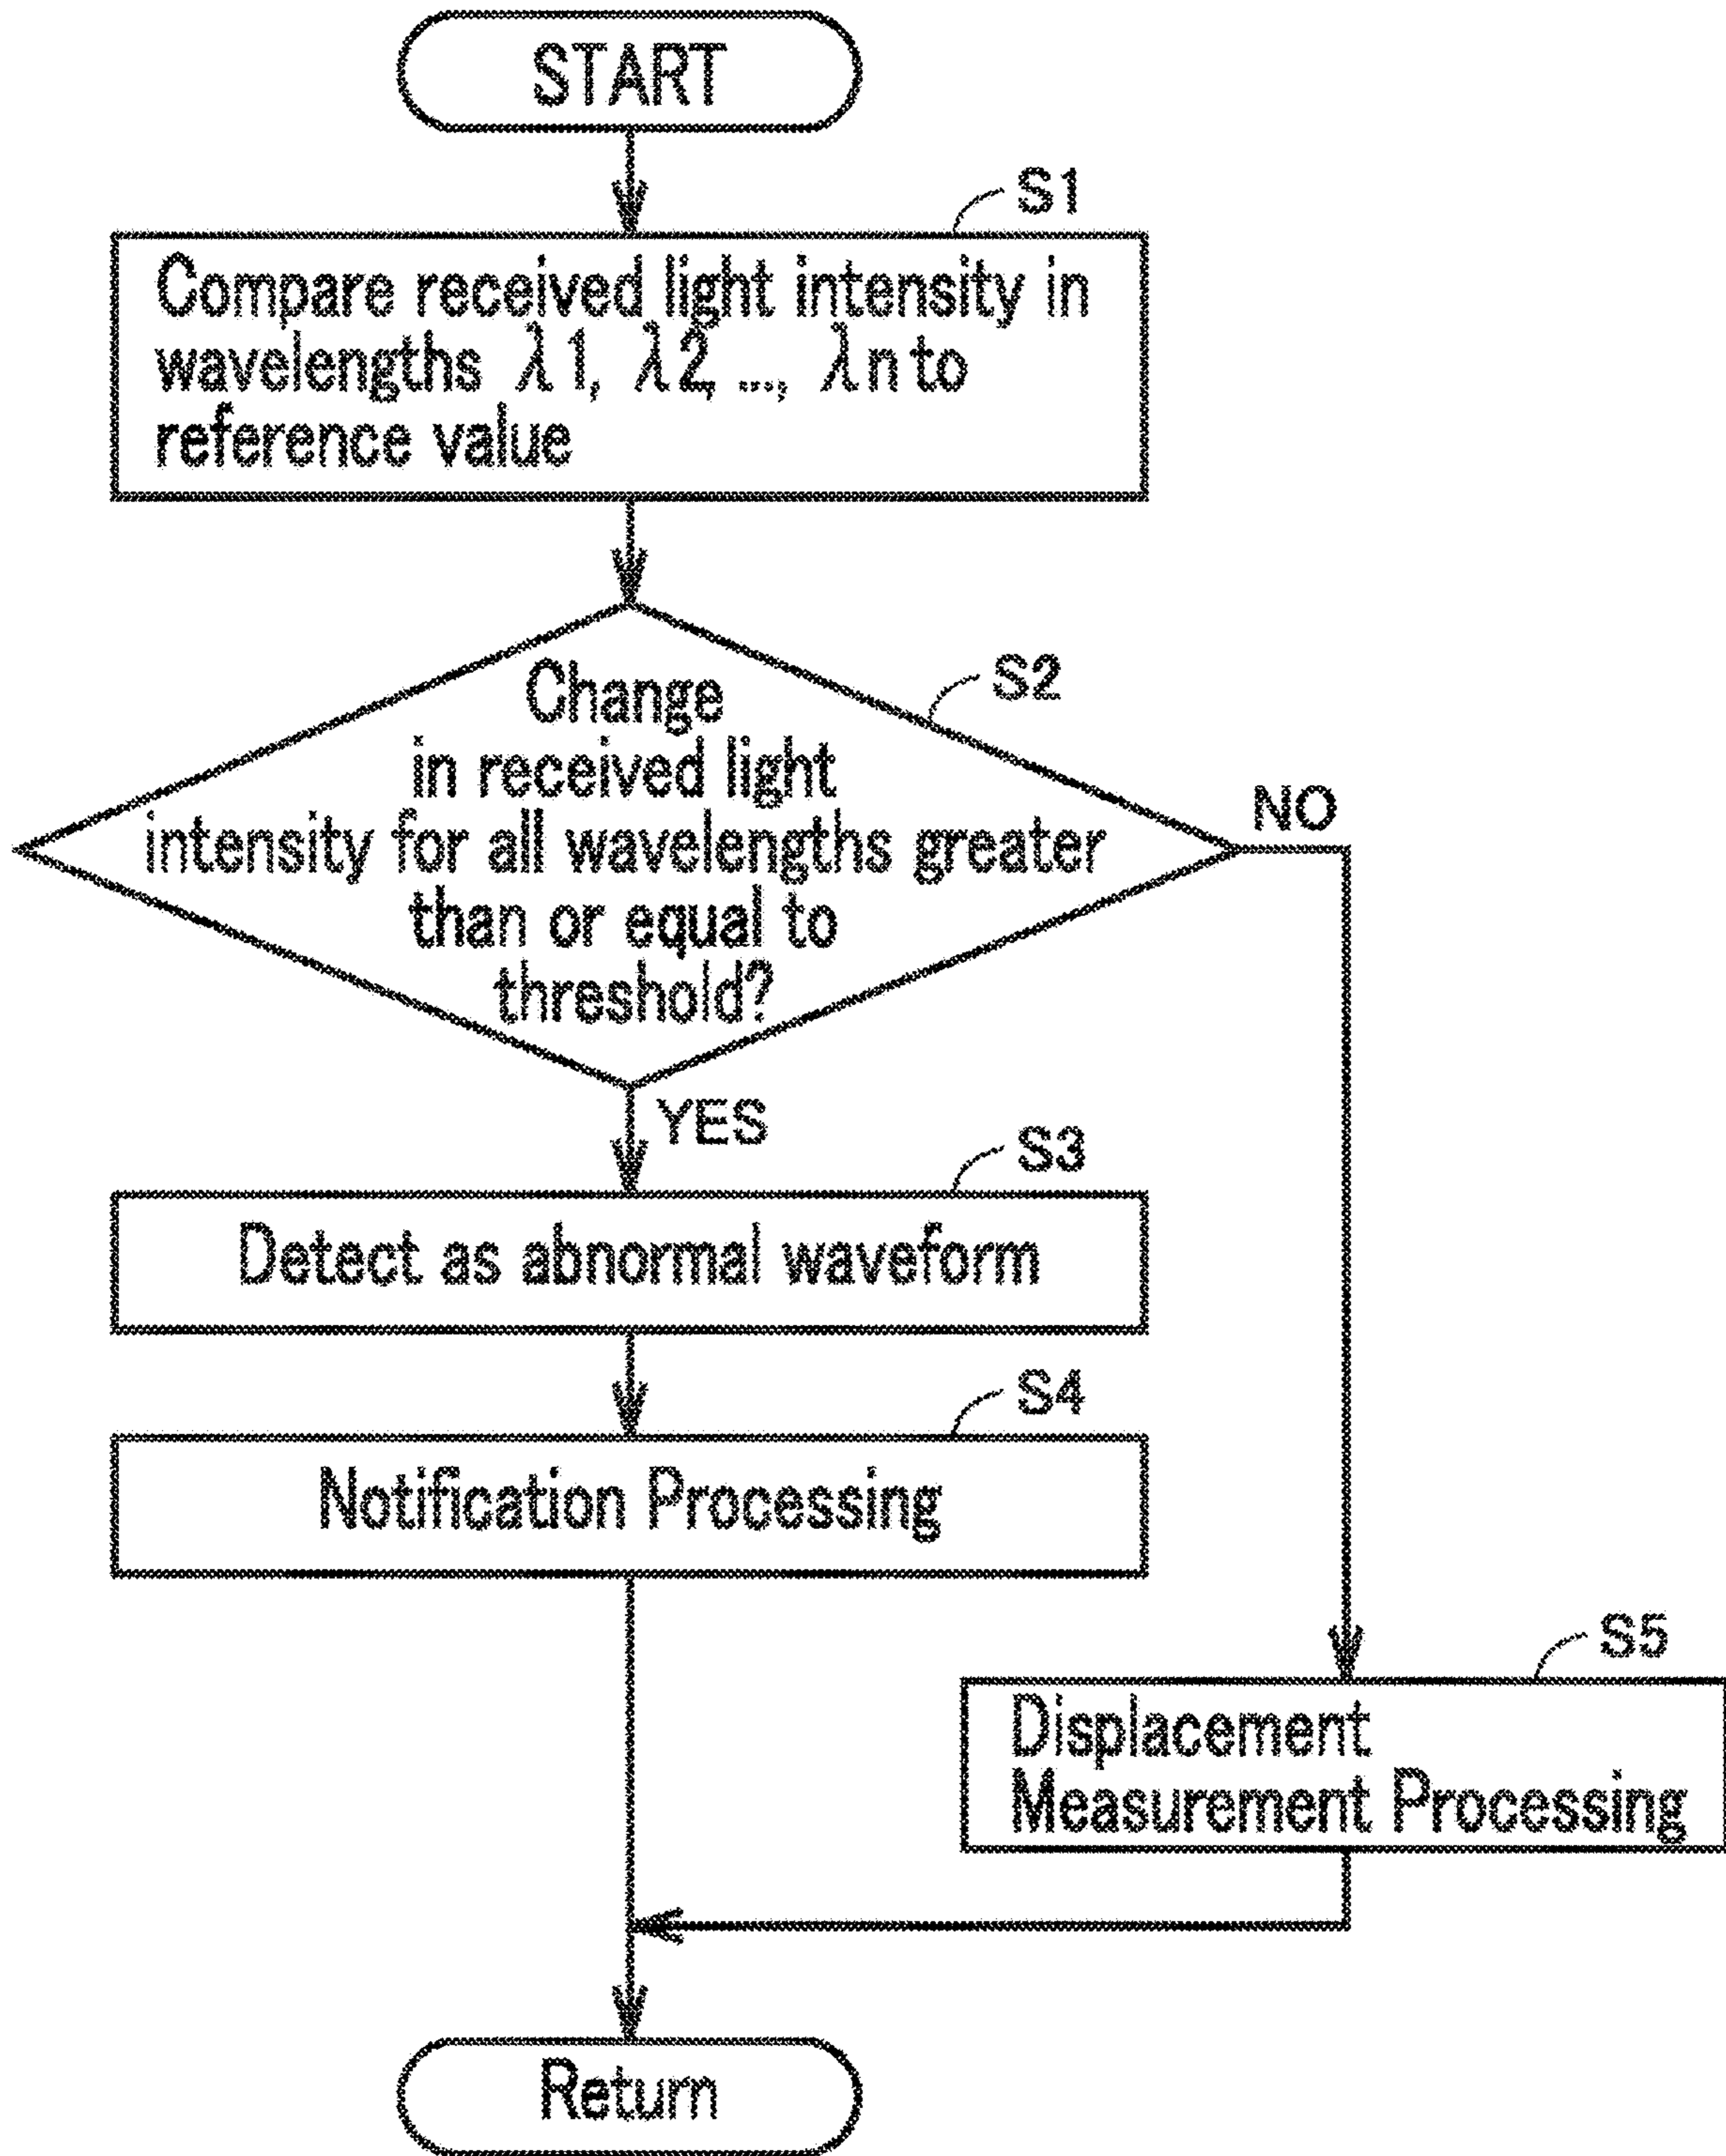 START
S1
Compare received light intensity in
wavelengths λ1, λ2, ..., λn to
reference value
S2
Change
in received light
intensity for all wavelengths greater
than or equal to
threshold?
NO
YES
S3
Detect as abnormal waveform
S4
Notification Processing
S5
Displacement
Measurement Processing
Return